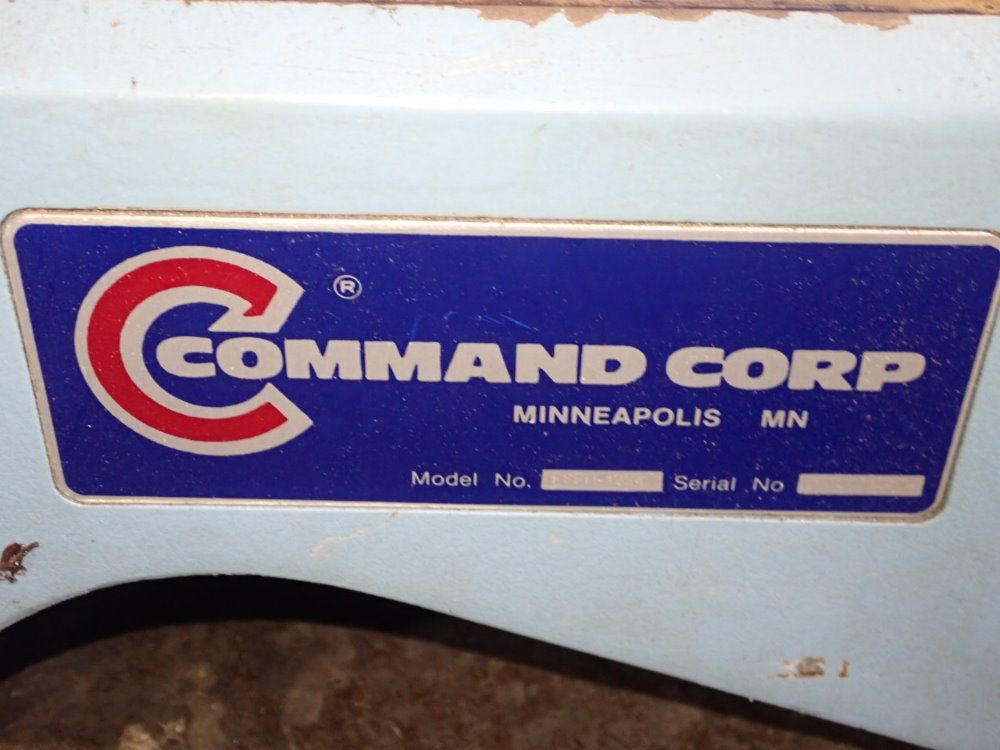 ®
COMMAND CORP
MINNEAPOLIS MN
Model No. Serial No